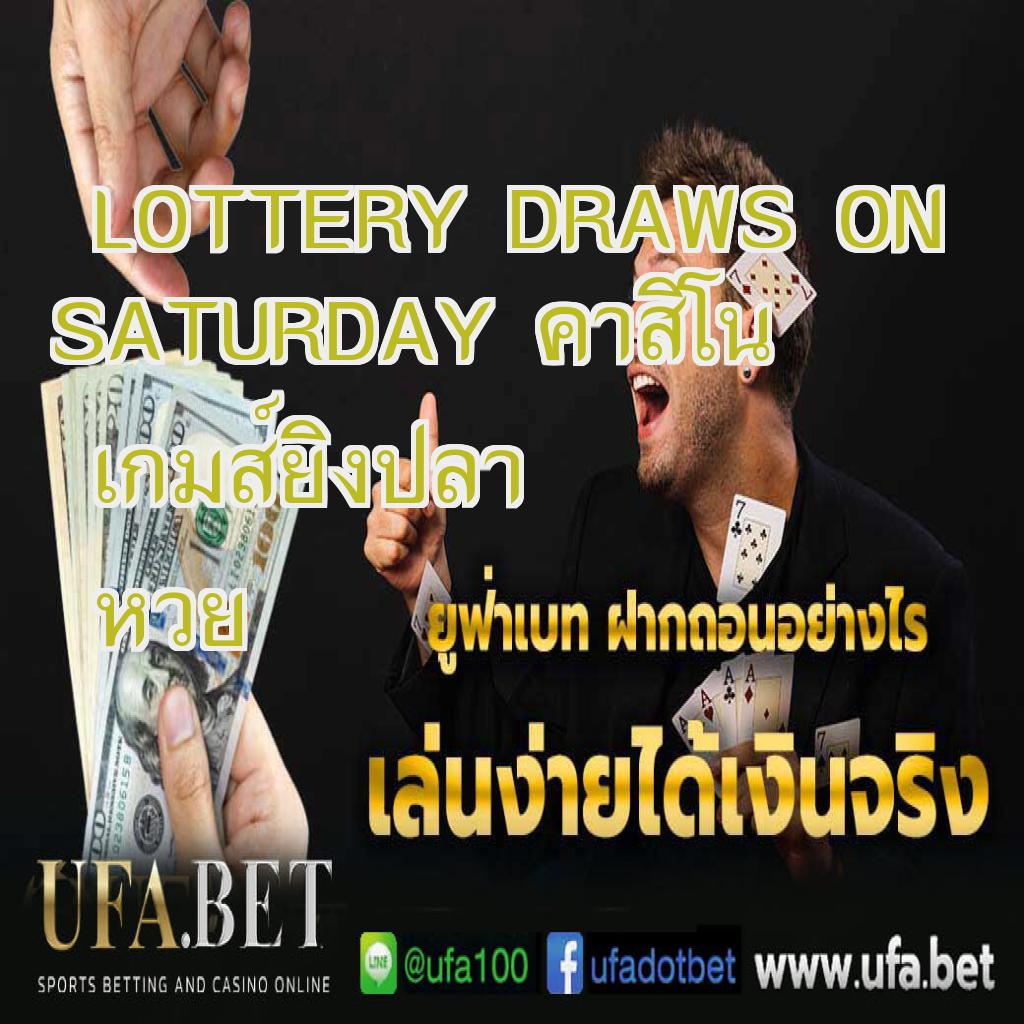 LOTTERY DRAWS ON
SATURDAY คาสิโน
เกมส์ยิงปลา
หวย
ยูฟ่าเบท ฝากถอนอย่างไร
เล่นง่ายได้เงินจริง
UFA.BET
SPORTS BETTING AND CASINO ONLINE
LINE @ufa100 f ufadotbet www.ufa.bet